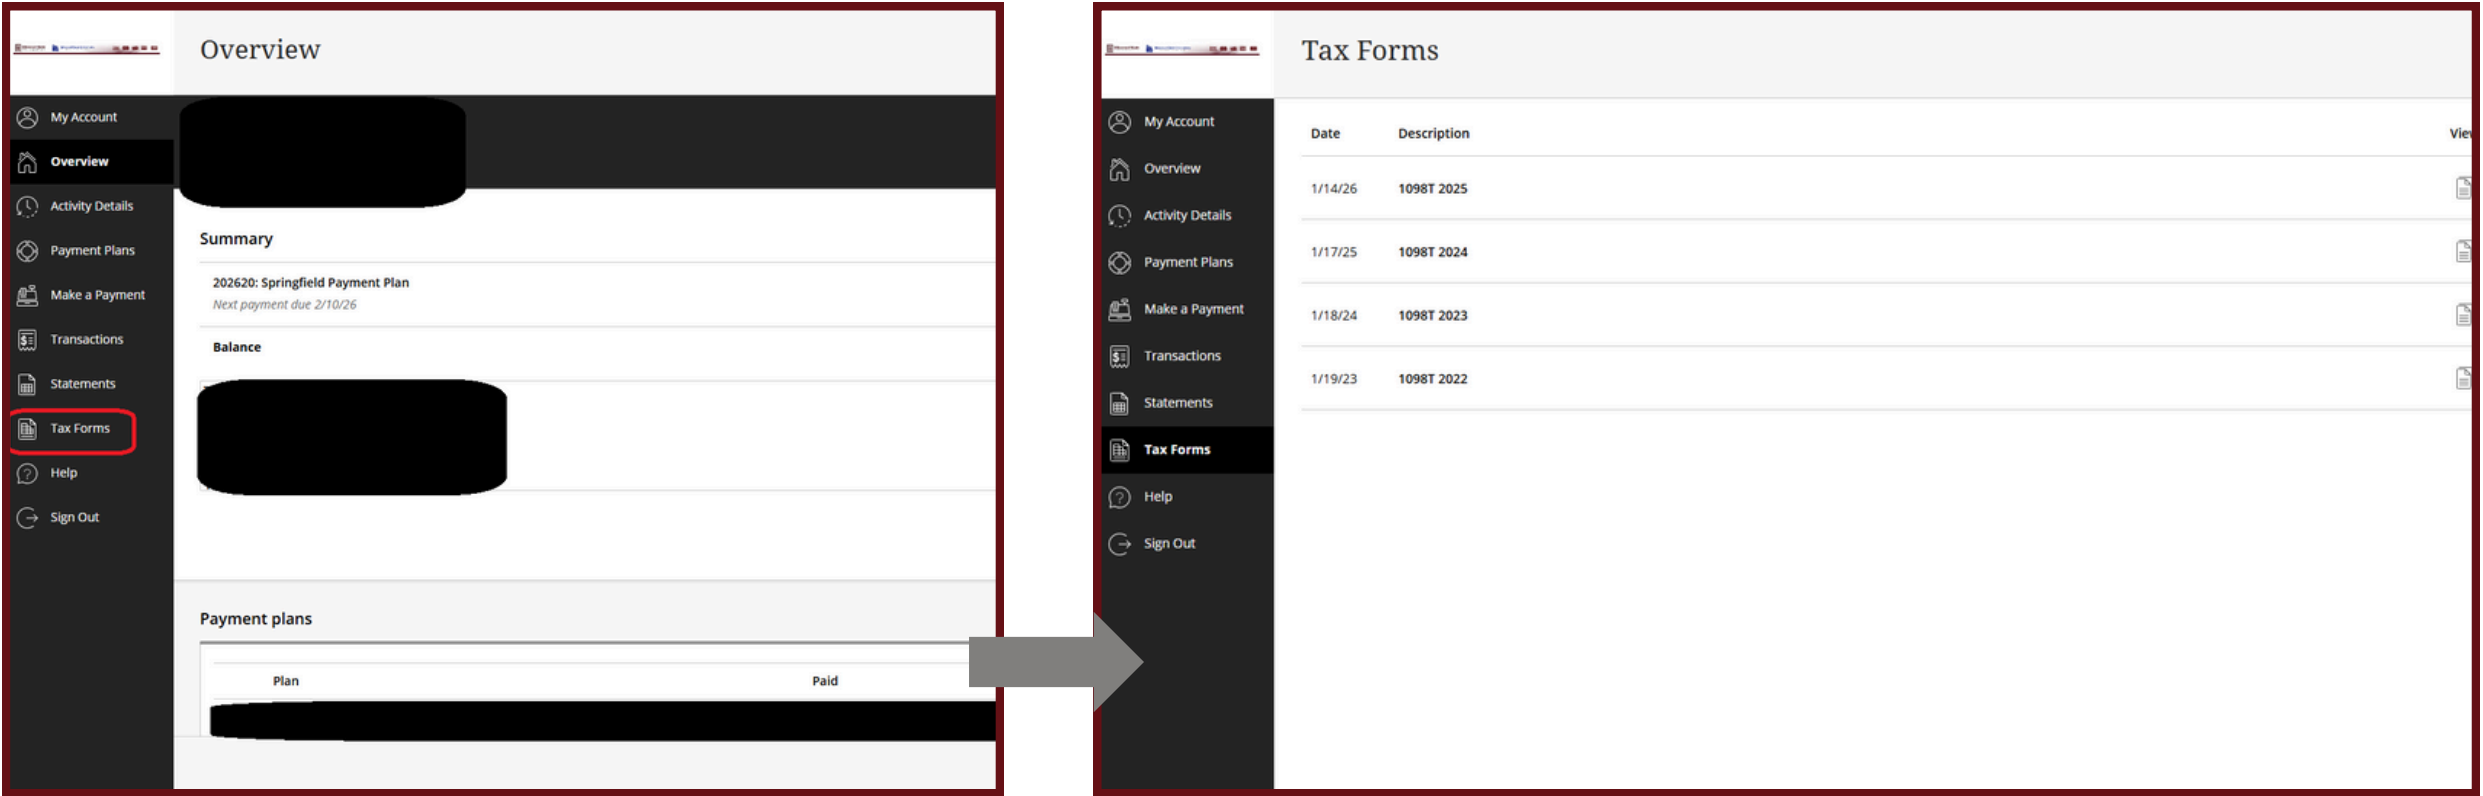 Overview
My Account
Overview
Activity Details
Payment Plans
Make a Payment
Transactions
Statements
Tax Forms
Help
Sign Out
Summary
202620: Springfield Payment Plan
Next payment due 2/10/26
Balance
Payment plans
Plan Paid
Tax Forms
My Account
Overview
Activity Details
Payment Plans
Make a Payment
Transactions
Statements
Tax Forms
Help
Sign Out
Date Description
1/14/26 1098T 2025
1/17/25 1098T 2024
1/18/24 1098T 2023
1/19/23 1098T 2022